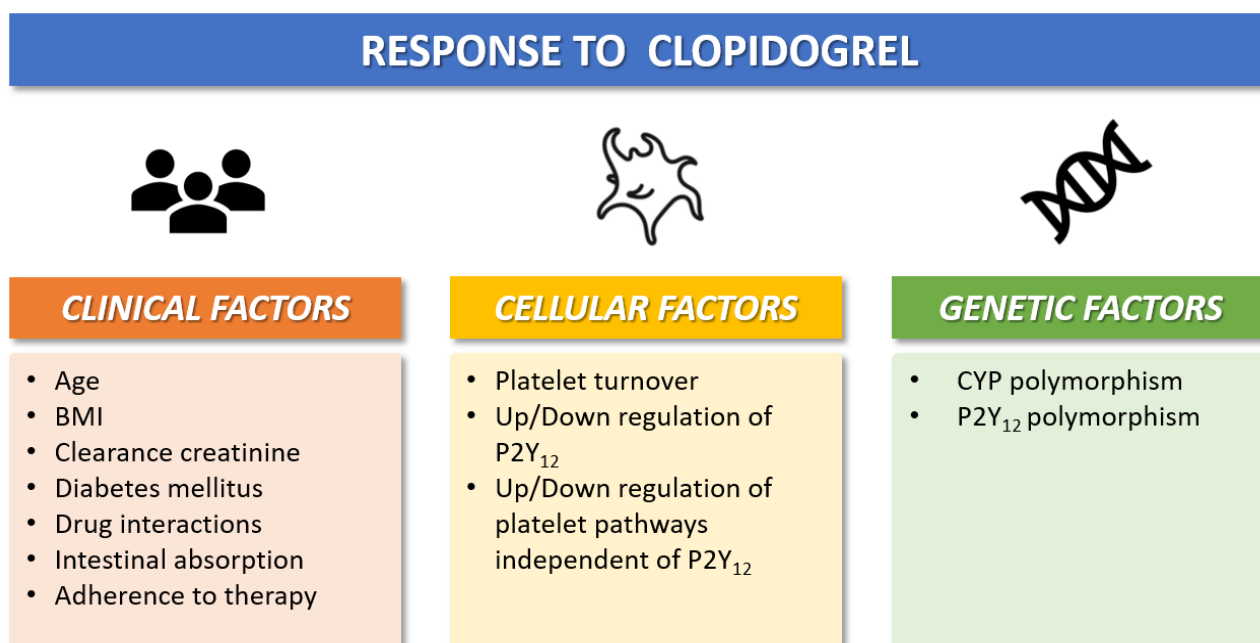 RESPONSE TO CLOPIDOGREL
CLINICAL FACTORS
• Age
• BMI
• Clearance creatinine
• Diabetes mellitus
• Drug interactions
• Intestinal absorption
• Adherence to therapy
CELLULAR FACTORS
• Platelet turnover
• Up/Down regulation of
P2Y₁₂
• Up/Down regulation of
platelet pathways
independent of P2Y₁₂
GENETIC FACTORS
• CYP polymorphism
• P2Y₁₂ polymorphism